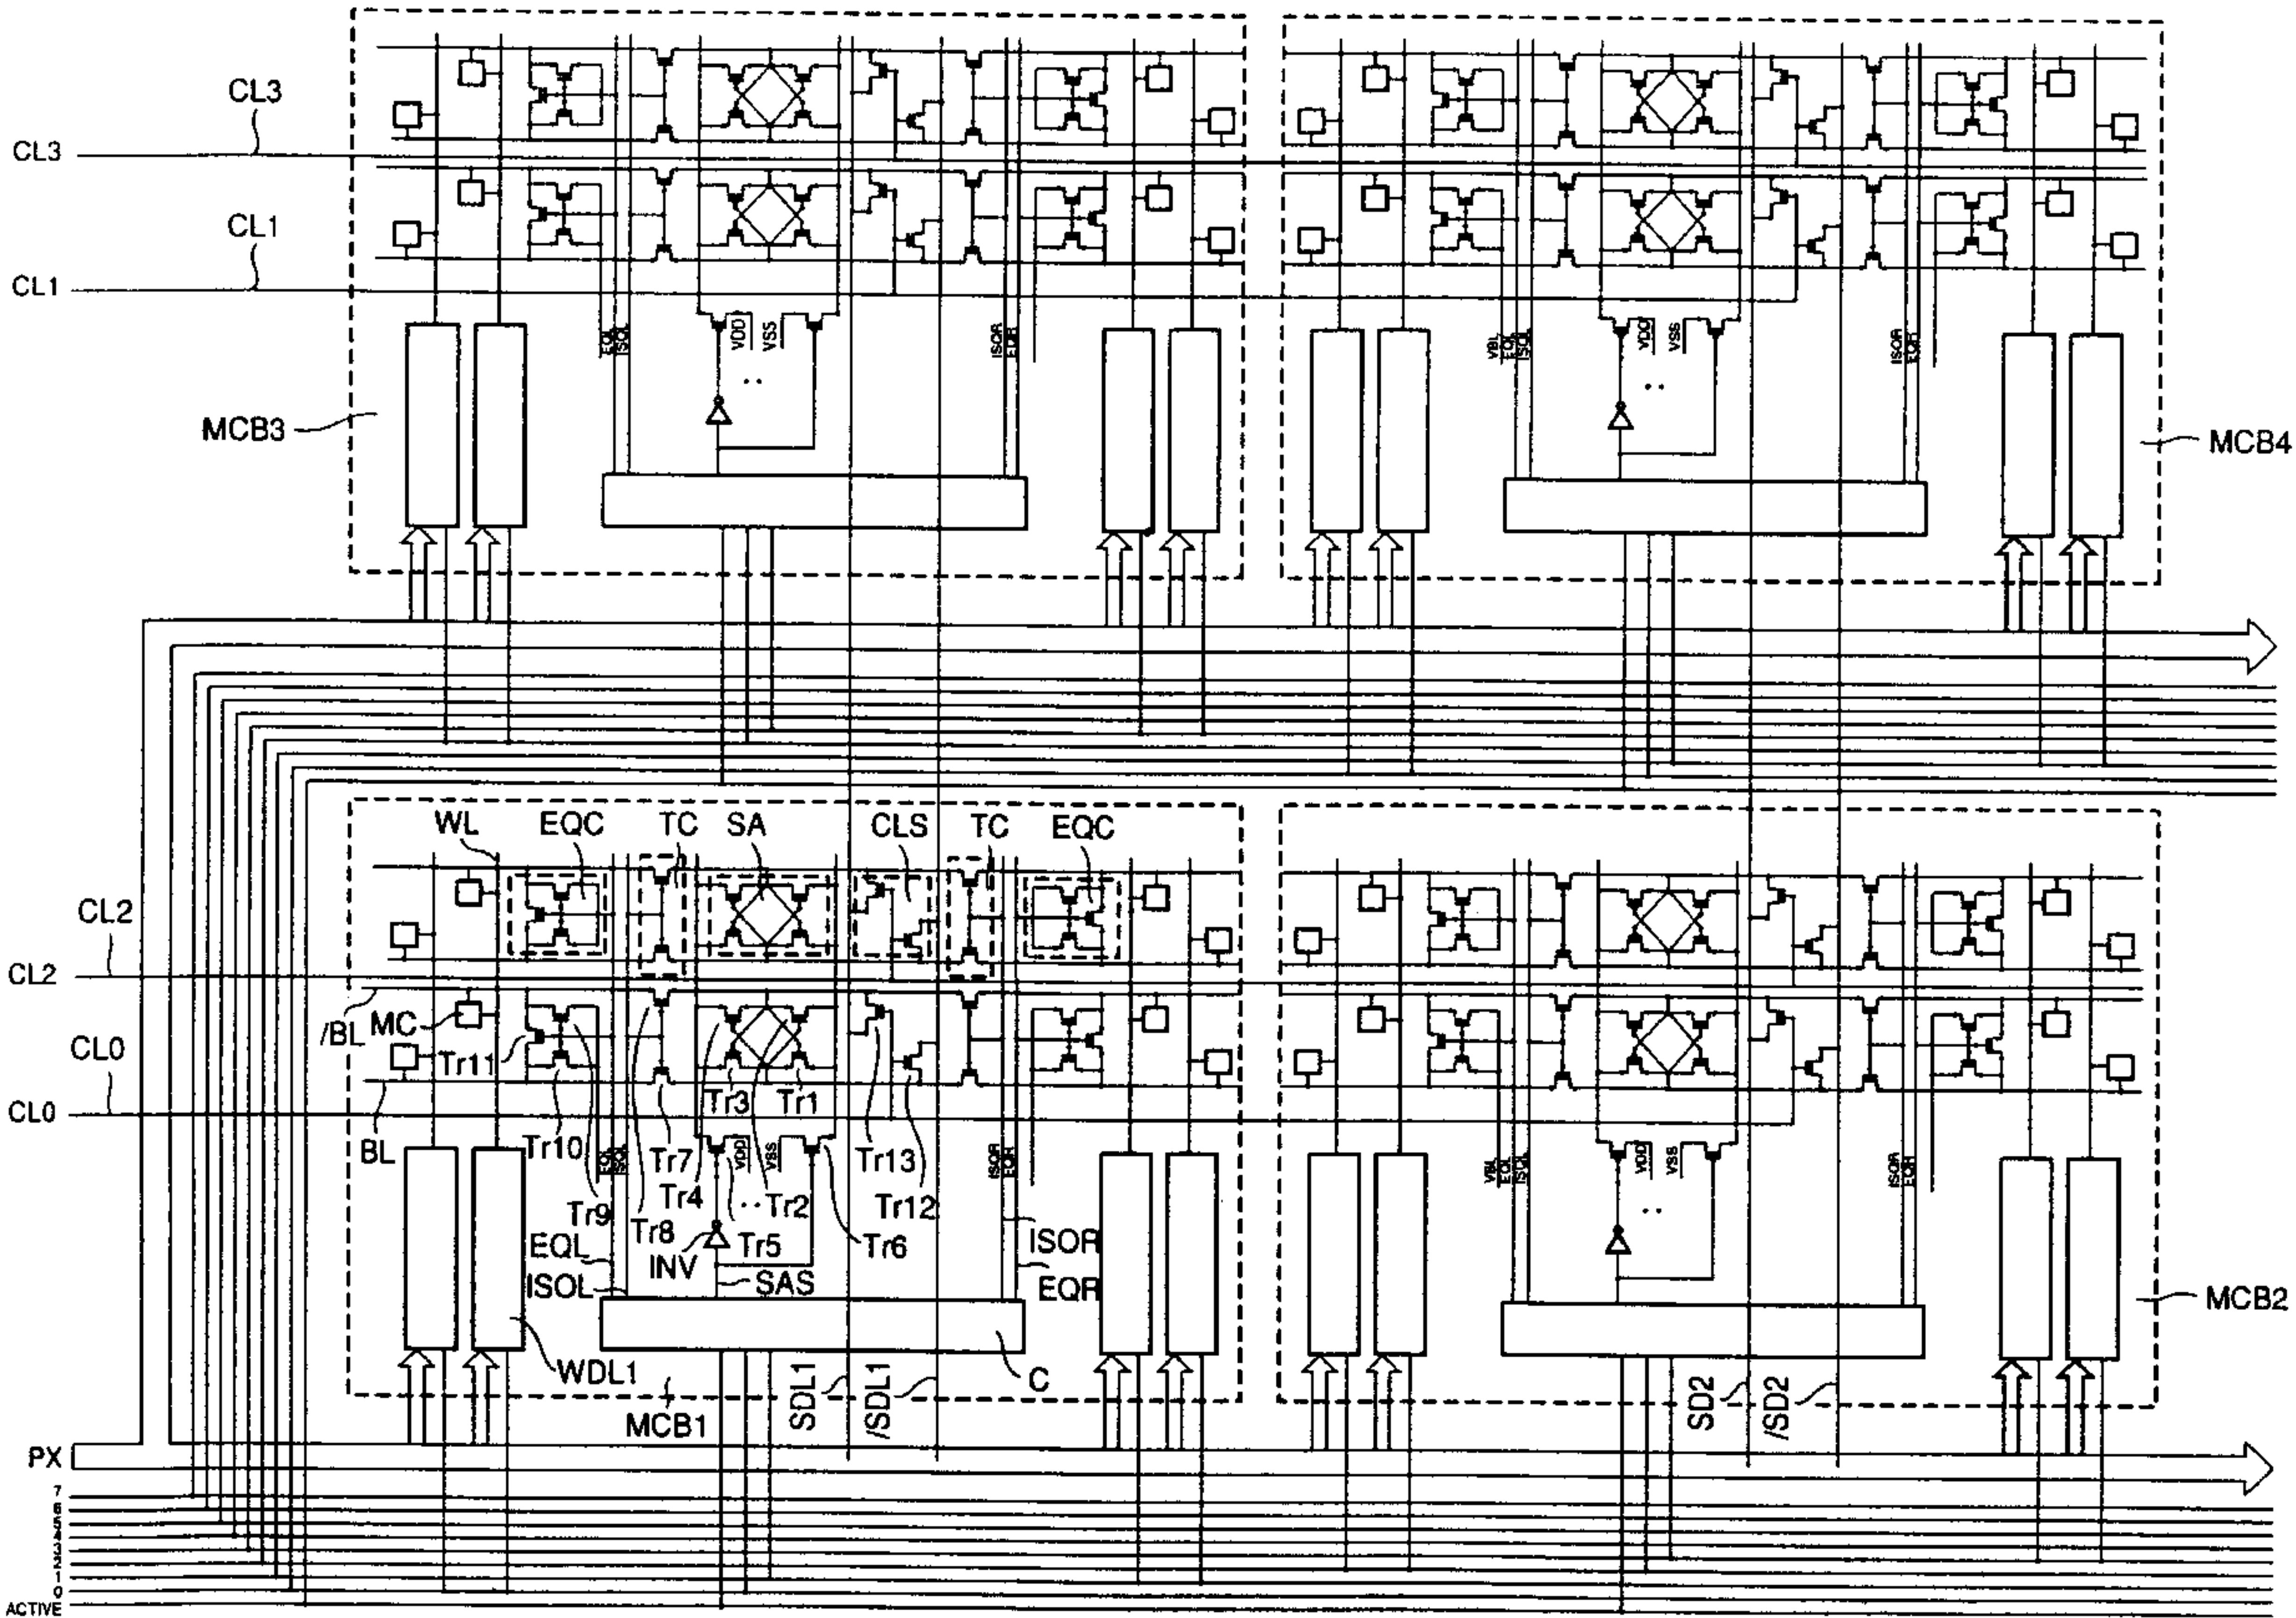 CL3
CL3
CL1
CL1
EQL
ISOL
VDD
VSS
ISOR
EQR
VBL
EQL
ISOL
VDD
VSS
ISOR
EQR
MCB3
MCB4
WL
EQC
TC
SA
CLS
TC
EQC
CL2
CL2
/BL
MC
CL0
Tr11
CL0
Tr3
Tr1
BL
Tr10
EQL
ISOL
Tr7
VDD
VSS
Tr13
ISOR
EQR
VBL
EQL
ISOL
VDD
VSS
ISOR
EQR
Tr9
Tr8
Tr4
Tr2
Tr12
EQL
INV
Tr5
Tr6
ISOR
ISOL
SAS
EQR
MCB2
WDL1
C
MCB1
SDL1
/SDL1
SD2
/SD2
PX
7
6
5
4
3
2
1
0
ACTIVE